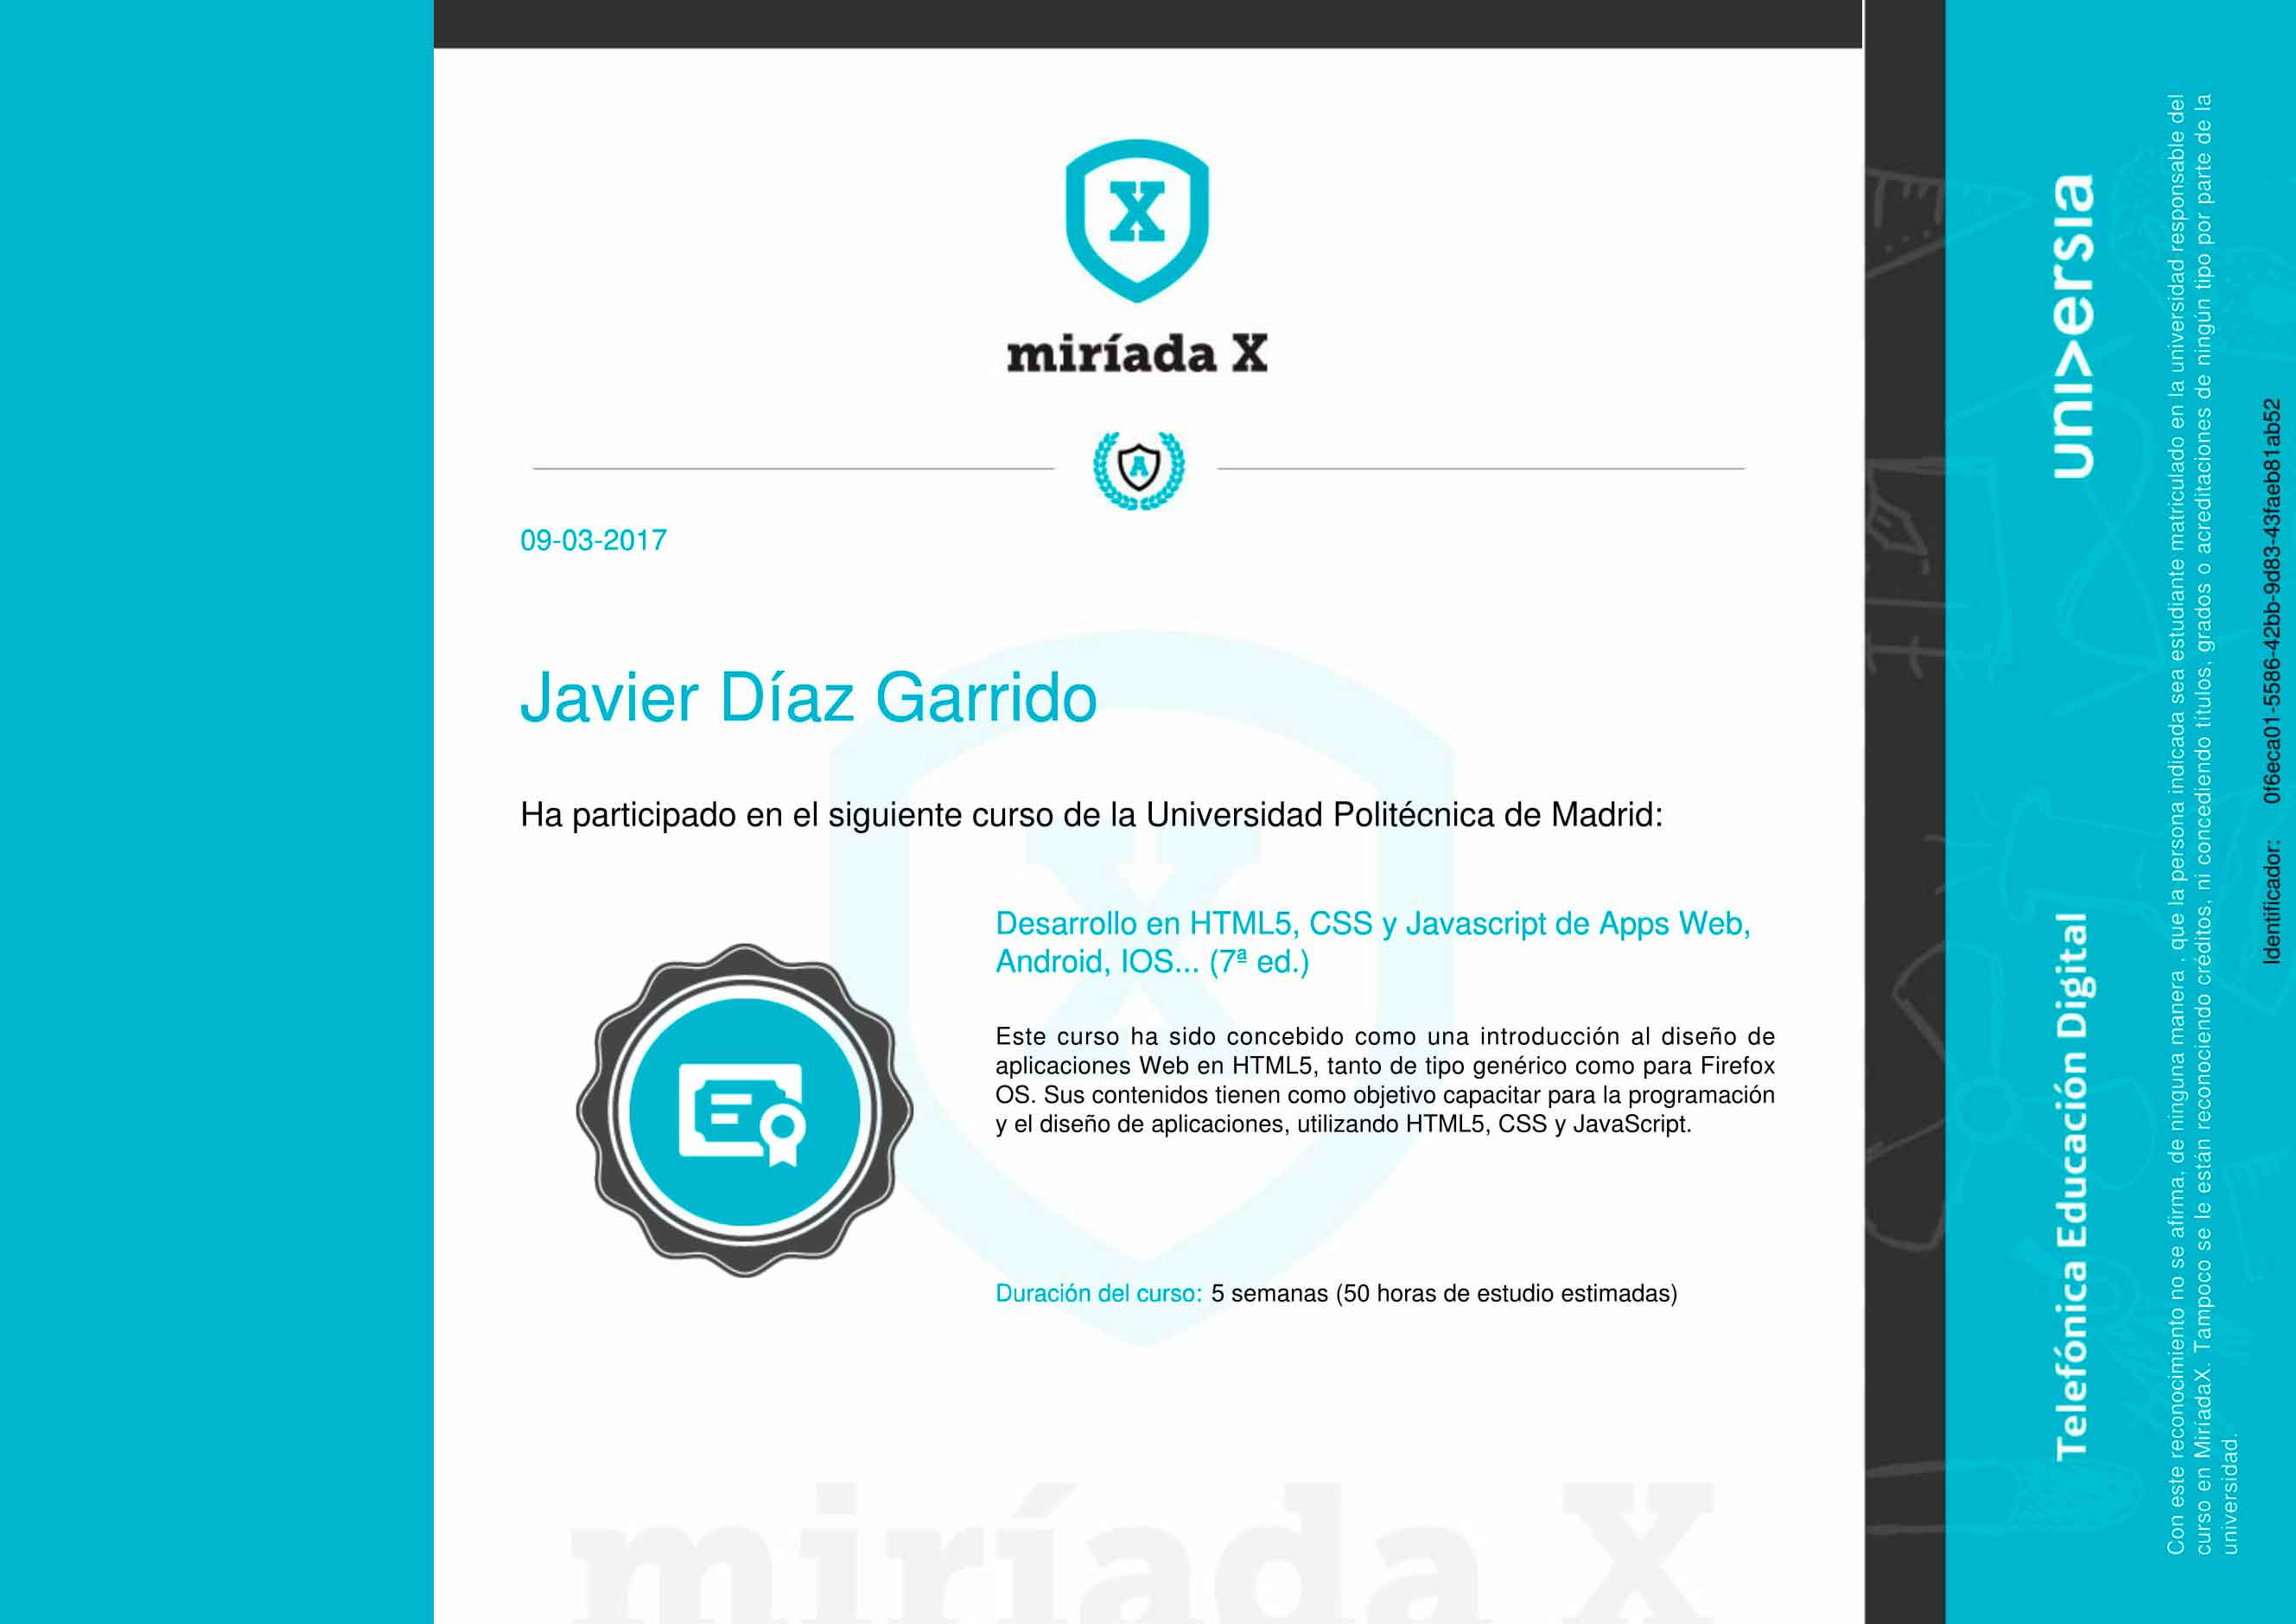 X
miríada X
A
09-03-2017
Javier Díaz Garrido
Ha participado en el siguiente curso de la Universidad Politécnica de Madrid:
Desarrollo en HTML5, CSS y Javascript de Apps Web,
Android, IOS... (7ª ed.)
Este curso ha sido concebido como una introducción al diseño de
aplicaciones Web en HTML5, tanto de tipo genérico como para Firefox
OS. Sus contenidos tienen como objetivo capacitar para la programación
y el diseño de aplicaciones, utilizando HTML5, CSS y JavaScript.
Duración del curso: 5 semanas (50 horas de estudio estimadas)
X
miríada X
Telefónica Educación Digital
uni>ersia
Con este reconocimiento no se afirma, de ninguna manera , que la persona indicada sea estudiante matriculado en la universidad responsable del
curso en MiríadaX. Tampoco se le están reconociendo créditos, ni concediendo títulos, grados o acreditaciones de ningún tipo por parte de la
universidad.
Identificador: 0f6eca01-5586-42bb-9d83-43faeb81ab52